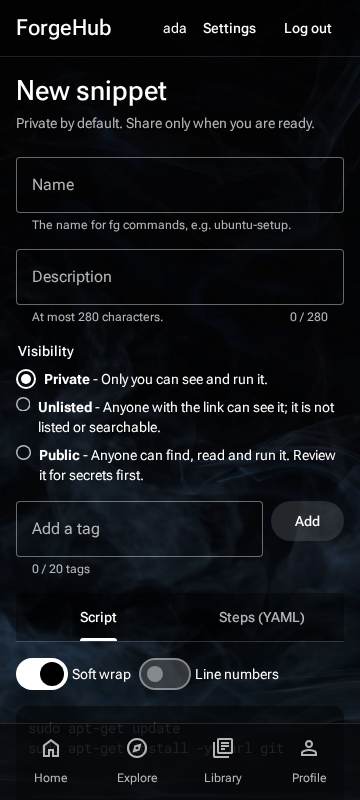 ForgeHub ada Settings Log out
New snippet
Private by default. Share only when you are ready.
Name
The name for fg commands, e.g. ubuntu-setup.
Description
At most 280 characters. 0 / 280
Visibility
Private - Only you can see and run it.
Unlisted - Anyone with the link can see it; it is not
listed or searchable.
Public - Anyone can find, read and run it. Review
it for secrets first.
Add a tag Add
0 / 20 tags
Script Steps (YAML)
Soft wrap Line numbers
sudo apt-get update
apt-get git
Home Explore Library Profile